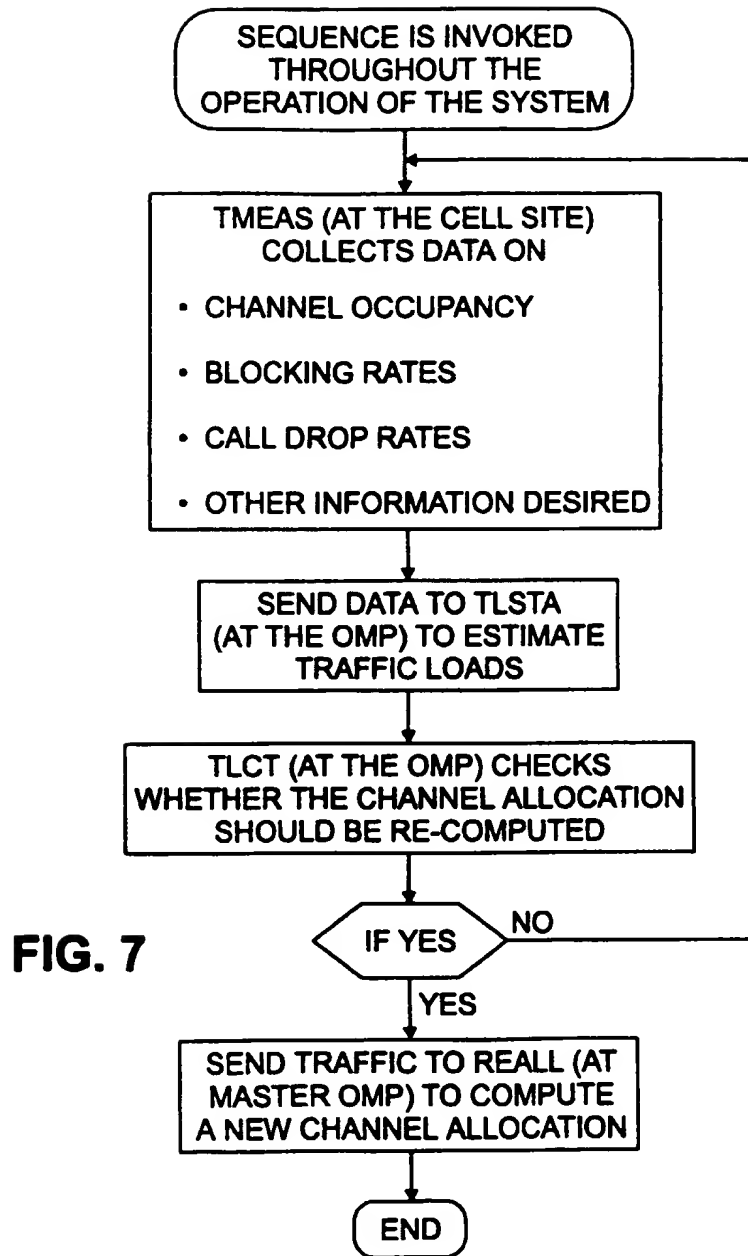 SEQUENCE IS INVOKED
THROUGHOUT THE
OPERATION OF THE SYSTEM
TMEAS (AT THE CELL SITE)
COLLECTS DATA ON
• CHANNEL OCCUPANCY
• BLOCKING RATES
• CALL DROP RATES
• OTHER INFORMATION DESIRED
SEND DATA TO TLSTA
(AT THE OMP) TO ESTIMATE
TRAFFIC LOADS
TLCT (AT THE OMP) CHECKS
WHETHER THE CHANNEL ALLOCATION
SHOULD BE RE-COMPUTED
IF YES
NO
FIG. 7
YES
SEND TRAFFIC TO REALL (AT
MASTER OMP) TO COMPUTE
A NEW CHANNEL ALLOCATION
END